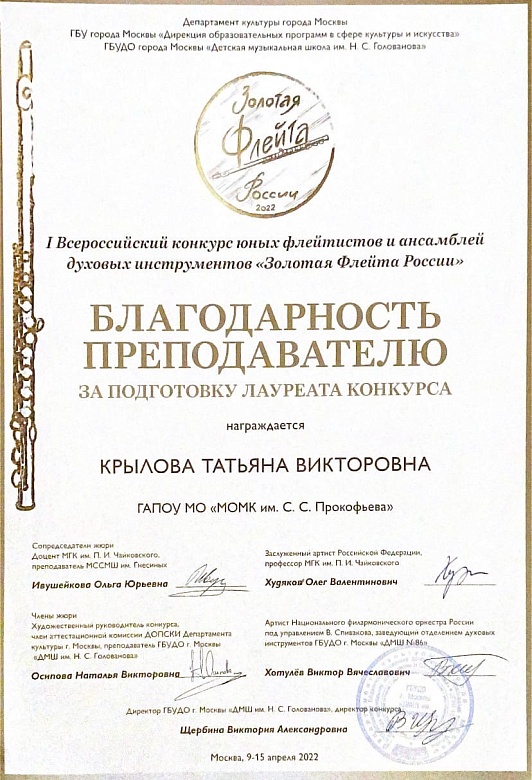 Департамент культуры города Москвы
ГБУ города Москвы «Дирекция образовательных программ в сфере культуры и искусства»
ГБУДО города Москвы «Детская музыкальная школа им. Н. С. Голованова»
Золотая
Флейта
России
2022
I Всероссийский конкурс юных флейтистов и ансамблей
духовых инструментов «Золотая Флейта России»
БЛАГОДАРНОСТЬ
ПРЕПОДАВАТЕЛЮ
ЗА ПОДГОТОВКУ ЛАУРЕАТА КОНКУРСА
награждается
КРЫЛОВА ТАТЬЯНА ВИКТОРОВНА
ГАПОУ МО «МОМК им. С. С. Прокофьева»
Сопредседатели жюри
Доцент МГК им. П. И. Чайковского,
преподаватель МССМШ им. Гнесиных
Ивушейкова Ольга Юрьевна
Заслуженный артист Российской Федерации,
профессор МГК им. П. И. Чайковского
Худяков Олег Валентинович
Члены жюри
Художественный руководитель конкурса,
член аттестационной комиссии ДОПСКИ Департамента
культуры г. Москвы, преподаватель ГБУДО г. Москвы
«ДМШ им. Н. С. Голованова»
Осипова Наталья Викторовна
Артист Национального филармонического оркестра России
под управлением В. Спивакова, заведующий отделением духовых
инструментов ГБУДО г. Москвы «ДМШ №86»
Хотулёв Виктор Вячеславович
Директор ГБУДО г. Москвы «ДМШ им. Н. С. Голованова», директор конкурса
Щербина Виктория Александровна
Москва, 9-15 апреля 2022